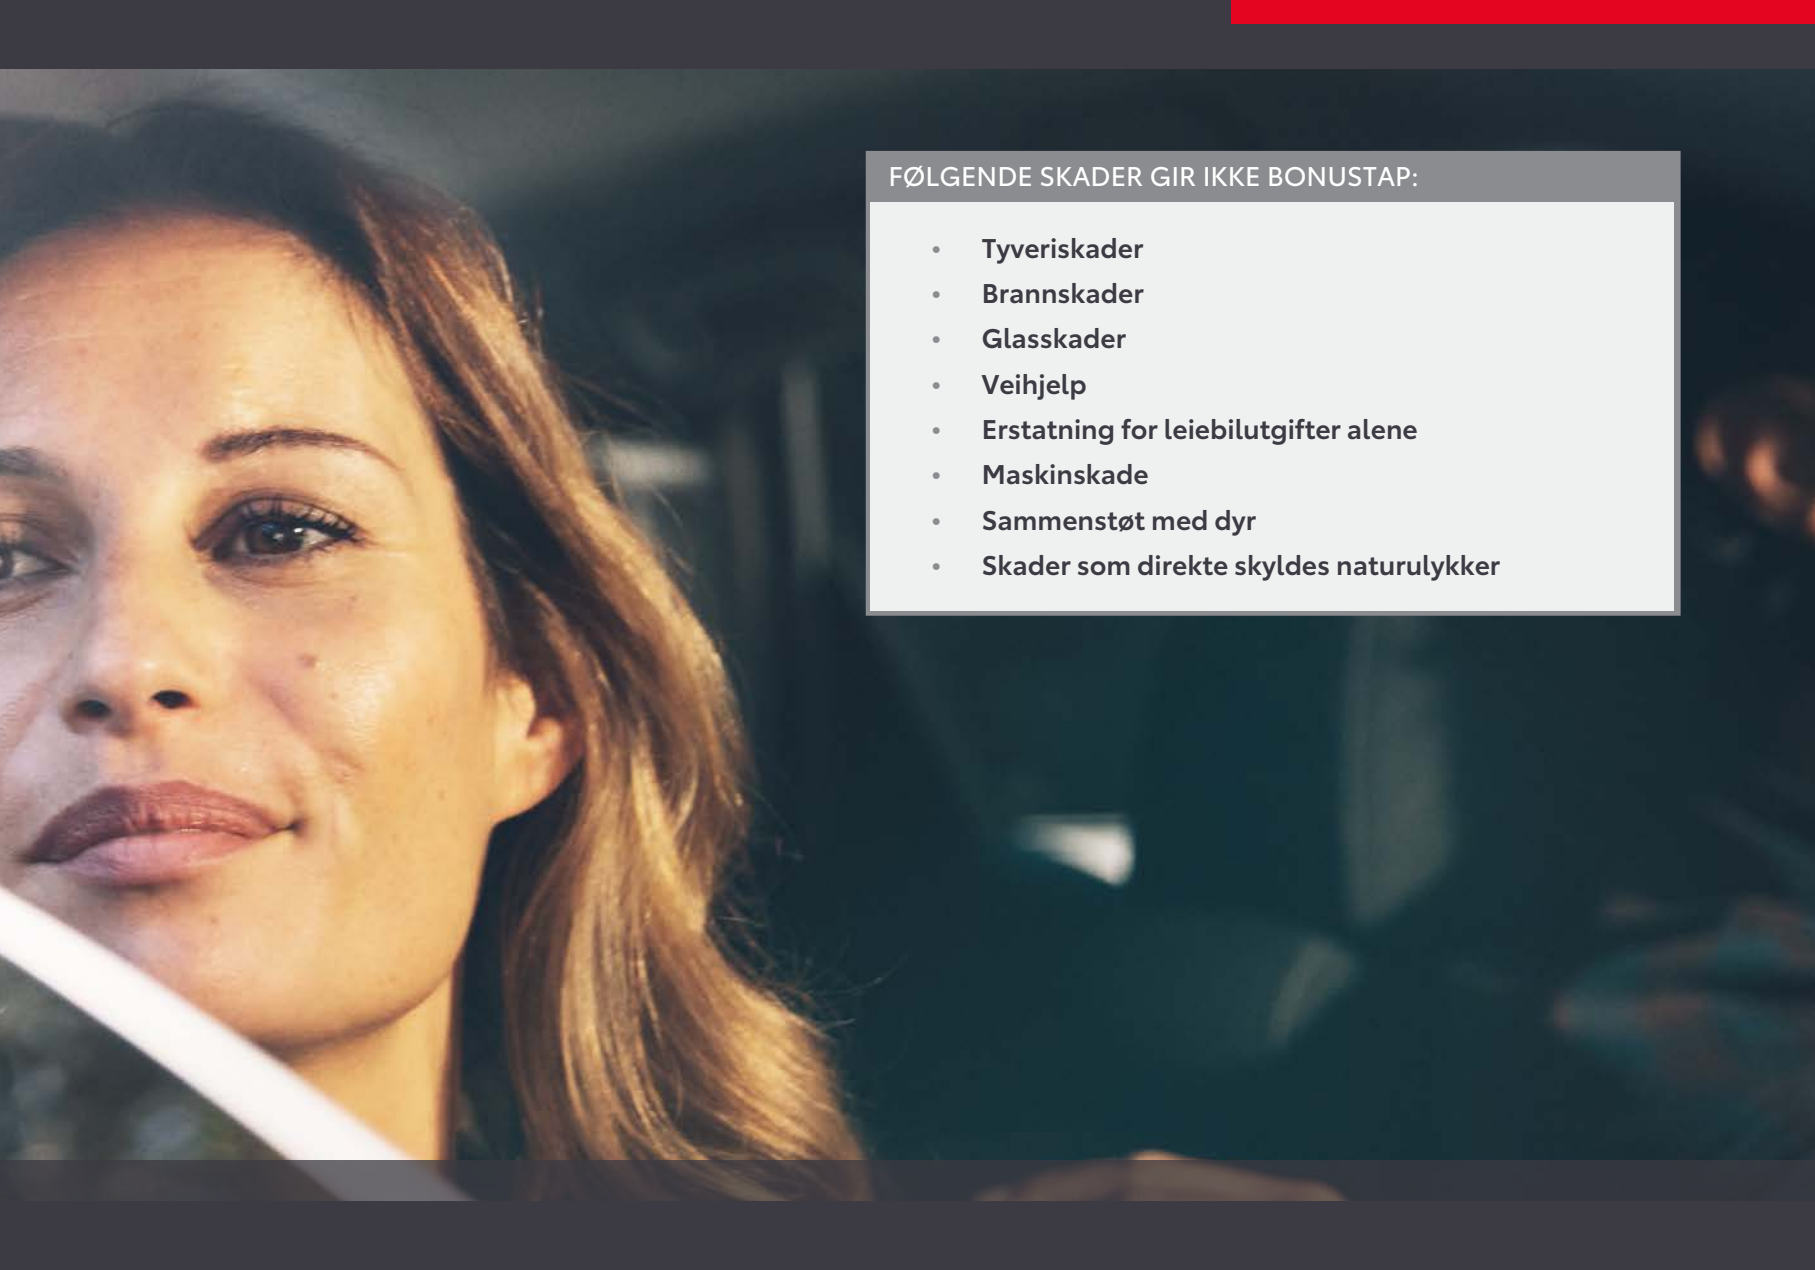 FØLGENDE SKADER GIR IKKE BONUSTAP:
• Tyveriskader
• Brannskader
• Glasskader
• Veihjelp
• Erstatning for leiebilutgifter alene
• Maskinskade
• Sammenstøt med dyr
• Skader som direkte skyldes naturulykker